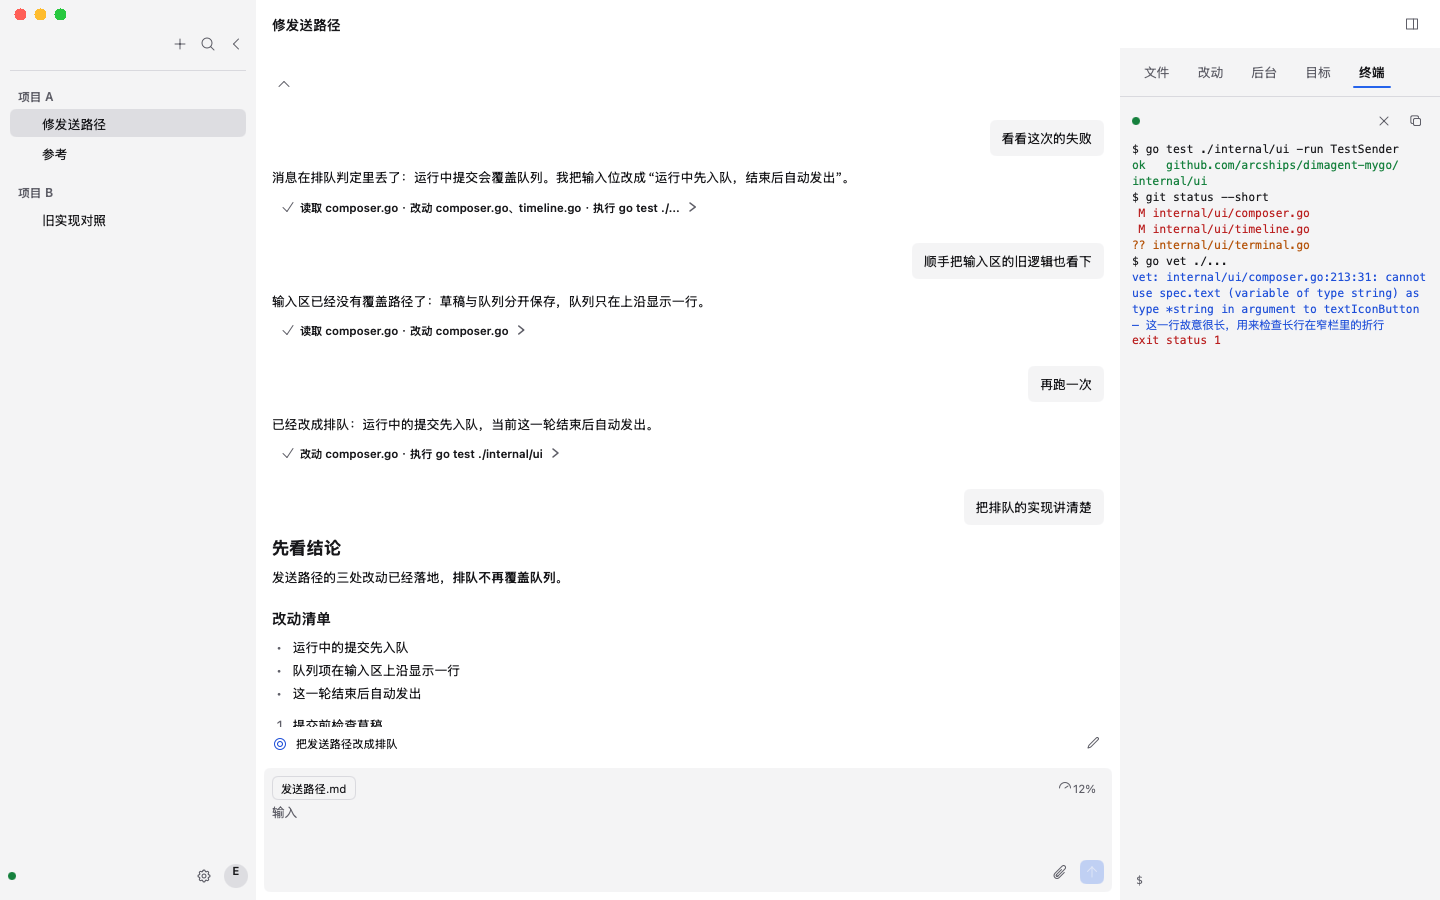 修发送路径
项目 A
修发送路径
参考
项目 B
旧实现对照
E
看看这次的失败
消息在排队判定里丢了：运行中提交会覆盖队列。我把输入位改成“运行中先入队，结束后自动发出”。
读取 composer.go · 改动 composer.go、timeline.go · 执行 go test ./...
顺手把输入区的旧逻辑也看下
输入区已经没有覆盖路径了：草稿与队列分开保存，队列只在上沿显示一行。
读取 composer.go · 改动 composer.go
再跑一次
已经改成排队：运行中的提交先入队，当前这一轮结束后自动发出。
改动 composer.go · 执行 go test ./internal/ui
把排队的实现讲清楚
先看结论
发送路径的三处改动已经落地，排队不再覆盖队列。
改动清单
• 运行中的提交先入队
• 队列项在输入区上沿显示一行
• 这一轮结束后自动发出
1. 提交前检查草稿
把发送路径改成排队
发送路径.md
12%
输入
文件 改动 后台 目标 终端
$ go test ./internal/ui -run TestSender
ok github.com/arcships/dimagent-mygo/
internal/ui
$ git status --short
M internal/ui/composer.go
M internal/ui/timeline.go
?? internal/ui/terminal.go
$ go vet ./...
vet: internal/ui/composer.go:213:31: cannot
use spec.text (variable of type string) as
type *string in argument to textIconButton
— 这一行故意很长，用来检查长行在窄栏里的折行
exit status 1
$